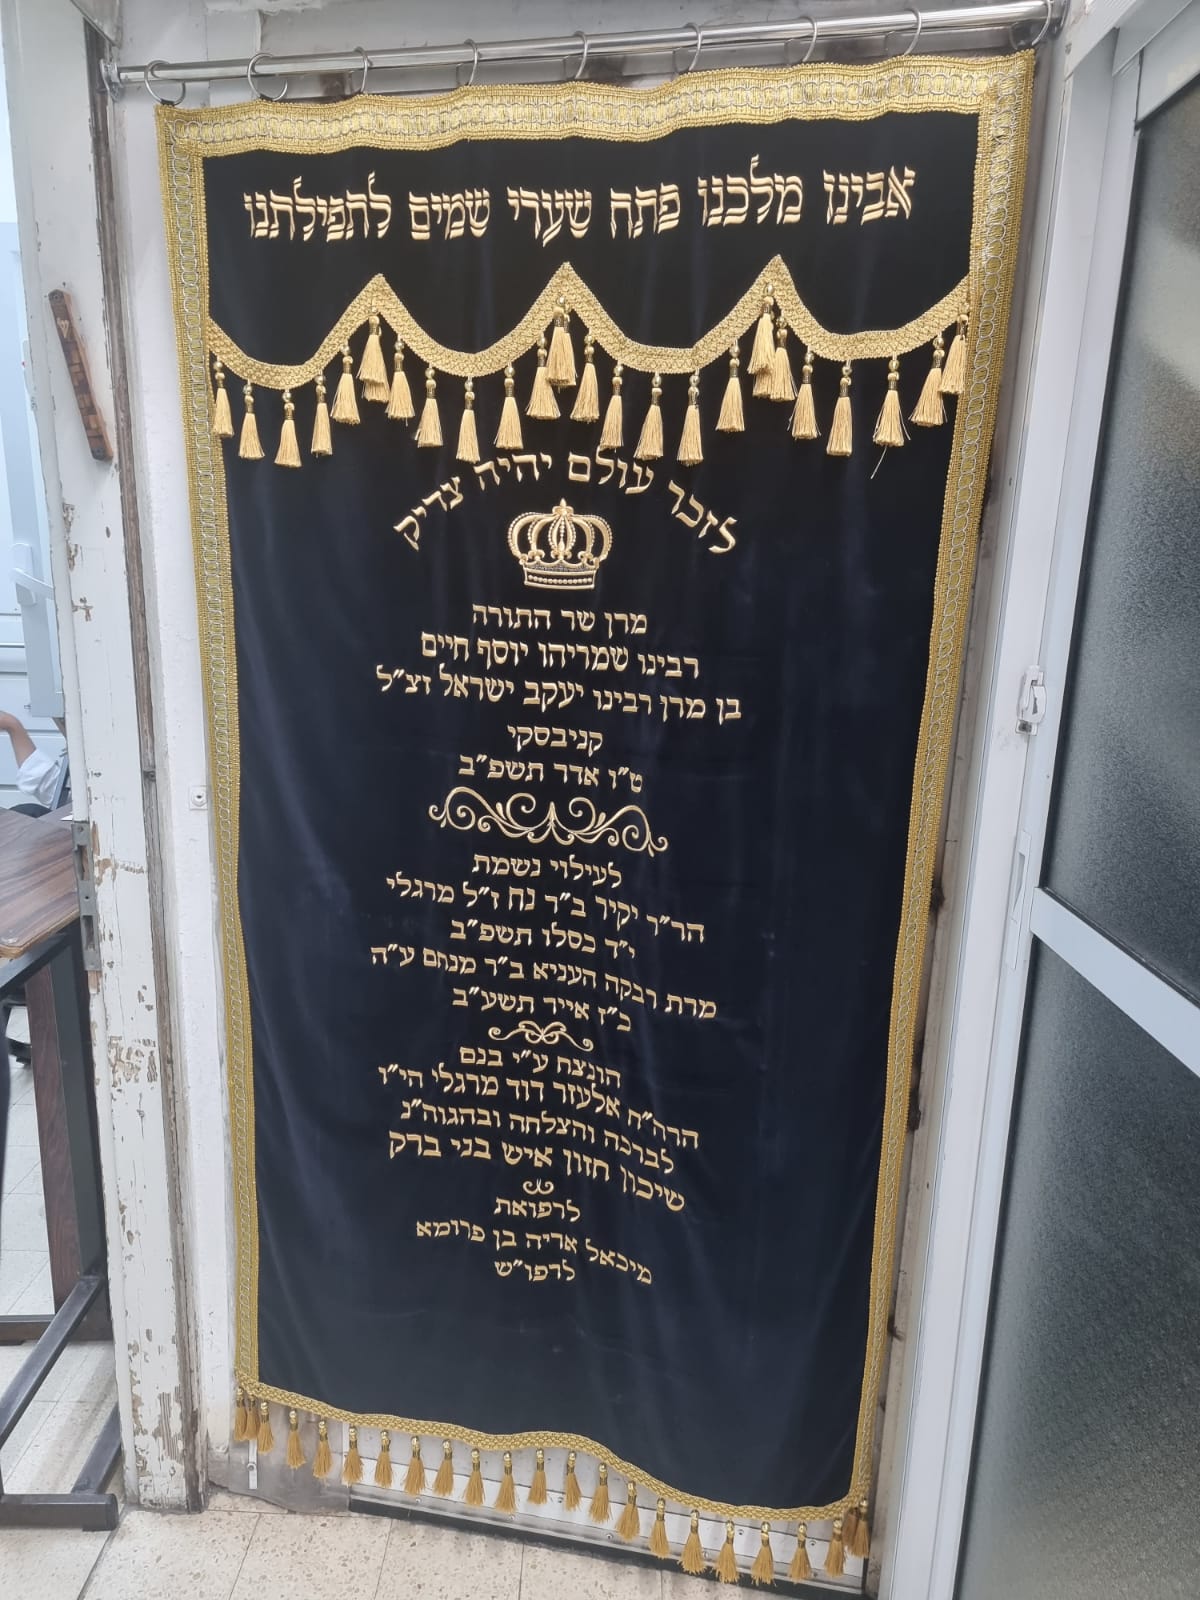 אבינו מלכנו פתח שערי שמים לתפילתנו
לזכר עולם יהיה צדיק
מרן שר התורה
רבינו שמריהו יוסף חיים
בן מרן רבינו יעקב ישראל זצ"ל
קניבסקי
ט"ו אדר תשפ"ב
לעילוי נשמת
הר"ר יקיר ב"ר נח ז"ל מרגלי
י"ד כסלו תשפ"ב
מרת רבקה העניא ב"ר מנחם ע"ה
כ"ז אייר תשע"ב
הונצח ע"י בנם
הרה"ח אלעזר דוד מרגלי הי"ו
לברכה והצלחה ובהגוה"נ
שיכון חזון איש בני ברק
לרפואת
מיכאל אריה בן פרומא
לרפו"ש